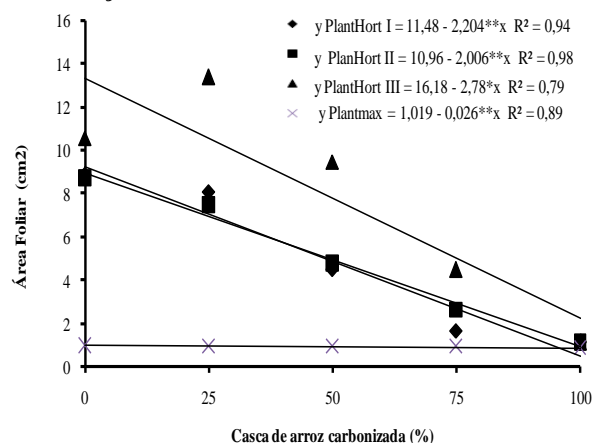 y PlantHort I = 11,48 - 2,204**x R² = 0,94
y PlanHort II = 10,96 - 2,006**x R² = 0,98
y PlantHort III = 16,18 - 2,78*x R² = 0,79
y Plantmax = 1,019 - 0,026**x R² = 0,89
Área Foliar (cm2)
16
14
12
10
8
6
4
2
0
0 25 50 75 100
Casca de arroz carbonizada (%)